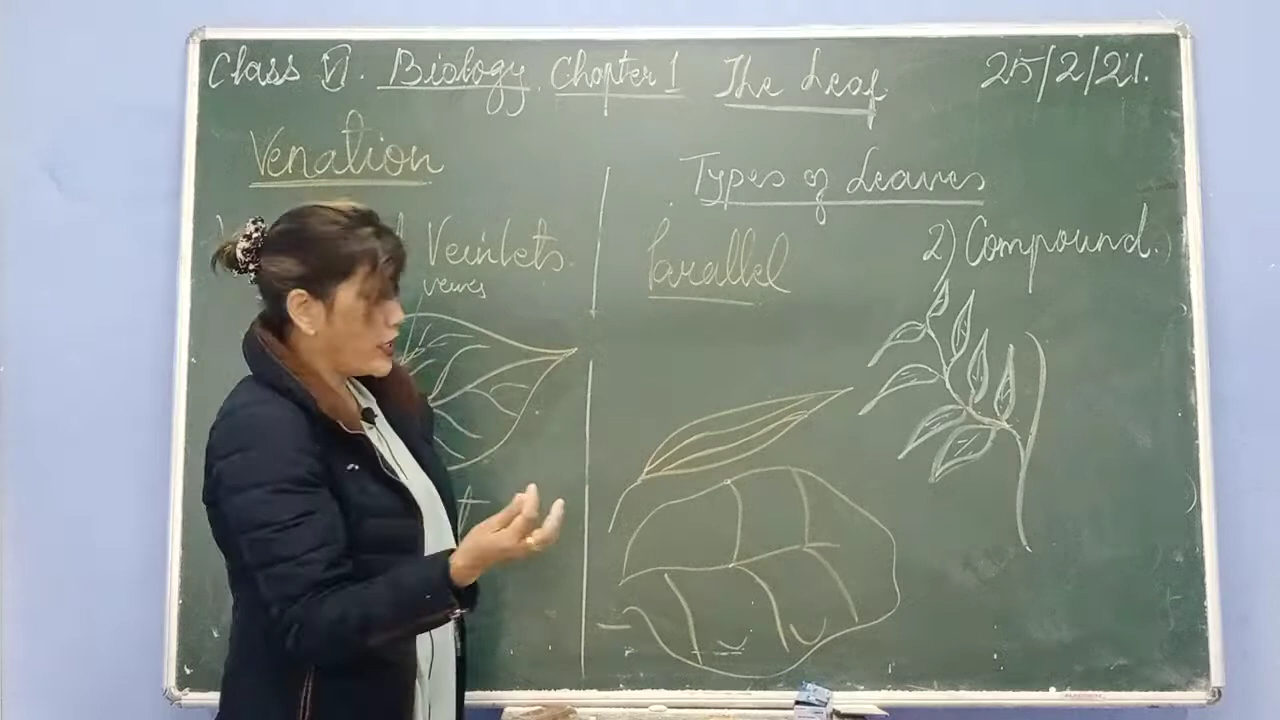 Class VI. Biology. Chapter 1 The Leaf. 25/2/21.
Venation
Types of Leaves
Veinlets.
veins
Parallel
2) Compound.